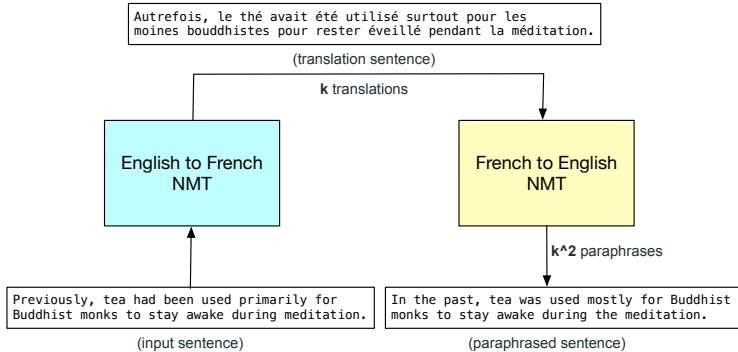 Autrefois, le thé avait été utilisé surtout pour les
moines bouddhistes pour rester éveillé pendant la méditation.
(translation sentence)
k translations
English to French
NMT
French to English
NMT
k^2 paraphrases
Previously, tea had been used primarily for
Buddhist monks to stay awake during meditation.
(input sentence)
In the past, tea was used mostly for Buddhist
monks to stay awake during the meditation.
(paraphrased sentence)